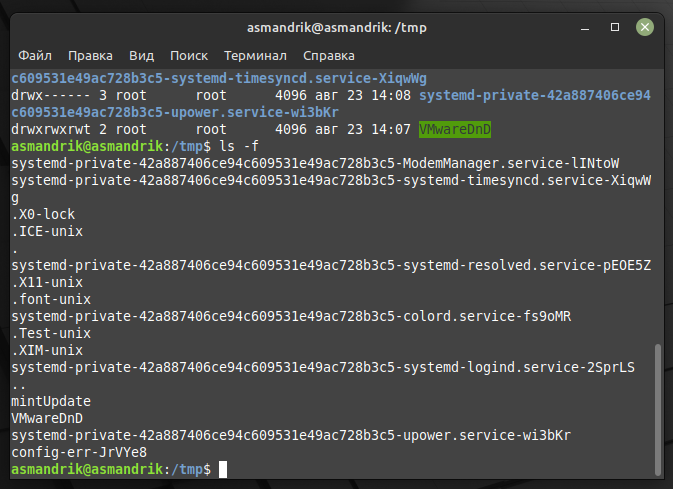 asmandrik@asmandrik: /tmp
Файл Правка Вид Поиск Терминал Справка
c609531e49ac728b3c5-systemd-timesyncd.service-XiqwWg
drwx------ 3 root      root      4096 авг 23 14:08 systemd-private-42a887406ce94
c609531e49ac728b3c5-upower.service-wi3bKr
drwxrwxrwt 2 root      root      4096 авг 23 14:07 VMwareDnD
asmandrik@asmandrik:/tmp$ ls -f
systemd-private-42a887406ce94c609531e49ac728b3c5-ModemManager.service-lINtoW
systemd-private-42a887406ce94c609531e49ac728b3c5-systemd-timesyncd.service-XiqwW
g
.X0-lock
.ICE-unix
.
systemd-private-42a887406ce94c609531e49ac728b3c5-systemd-resolved.service-pEOE5Z
.X11-unix
.font-unix
systemd-private-42a887406ce94c609531e49ac728b3c5-colord.service-fs9oMR
.Test-unix
.XIM-unix
systemd-private-42a887406ce94c609531e49ac728b3c5-systemd-logind.service-2SprLS
..
mintUpdate
VMwareDnD
systemd-private-42a887406ce94c609531e49ac728b3c5-upower.service-wi3bKr
config-err-JrVYe8
asmandrik@asmandrik:/tmp$